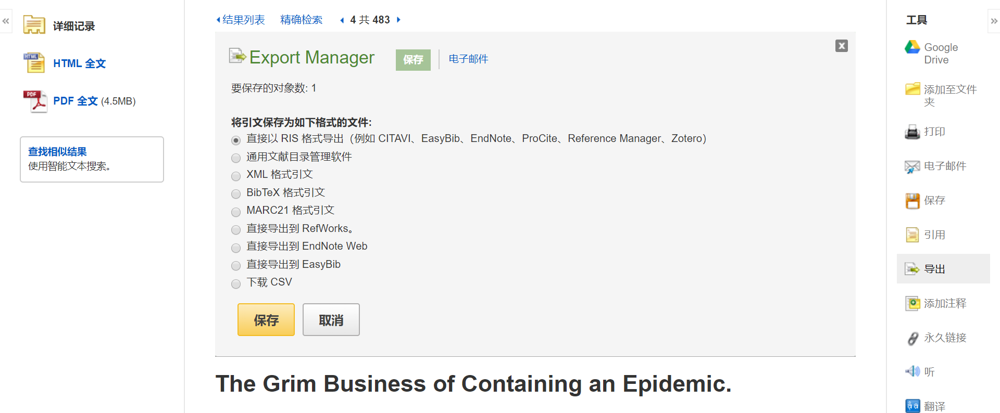 «
详细记录
HTML
HTML 全文
PDF
PDF 全文 (4.5MB)
查找相似结果
使用智能文本搜索。
结果列表 精确检索 4 共 483
Export Manager 保存 电子邮件
x
要保存的对象数: 1
将引文保存为如下格式的文件:
直接以 RIS 格式导出（例如 CITAVI、EasyBib、EndNote、ProCite、Reference Manager、Zotero）
通用文献目录管理软件
XML 格式引文
BibTeX 格式引文
MARC21 格式引文
直接导出到 RefWorks。
直接导出到 EndNote Web
直接导出到 EasyBib
下载 CSV
保存 取消
The Grim Business of Containing an Epidemic.
工具
»
Google
Drive
添加至文件
夹
打印
电子邮件
保存
引用
导出
添加注释
永久链接
听
翻译